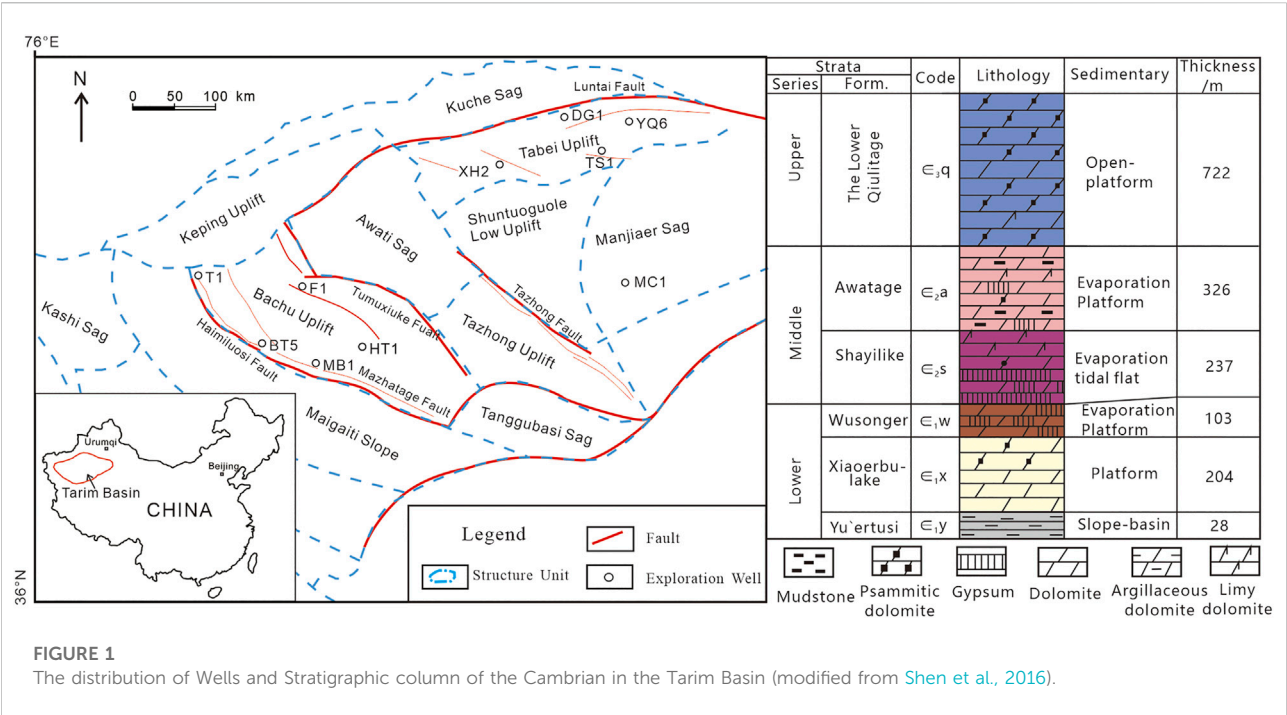 76°E
N
0 50 100 km
Kuche Sag
Luntai Fault
DG1
YQ6
Tabei Uplift
TS1
XH2
Keping Uplift
Awati Sag
Shuntuoguole
Low Uplift
Manjiaer Sag
MC1
T1
F1
Bachu Uplift
Tumuxiuke Fualt
Tazhong Fault
Kashi Sag
Haimiluosi Fault
BT5
HT1
MB1
Mazhatage Fault
Tazhong Uplift
Maigaiti Slope
Tanggubasi Sag
36°N
Urumqi
Beijing
Tarim Basin
CHINA
Legend
Fault
Structure Unit
Exploration Well
Strata
Series
Form.
Code
Lithology
Sedimentary
Thickness
/m
Upper
The Lower
Qiulitage
∈₃q
Open-
platform
722
Middle
Awatage
∈₂a
Evaporation
Platform
326
Shayilike
∈₂s
Evaporation
tidal flat
237
Lower
Wusonger
∈₁w
Evaporation
Platform
103
Xiaoerbu-
lake
∈₁x
Platform
204
Yu`ertusi
∈₁y
Slope-basin
28
Mudstone
Psammitic
dolomite
Gypsum
Dolomite
Argillaceous
dolomite
Limy
dolomite
FIGURE 1
The distribution of Wells and Stratigraphic column of the Cambrian in the Tarim Basin (modified from Shen et al., 2016).